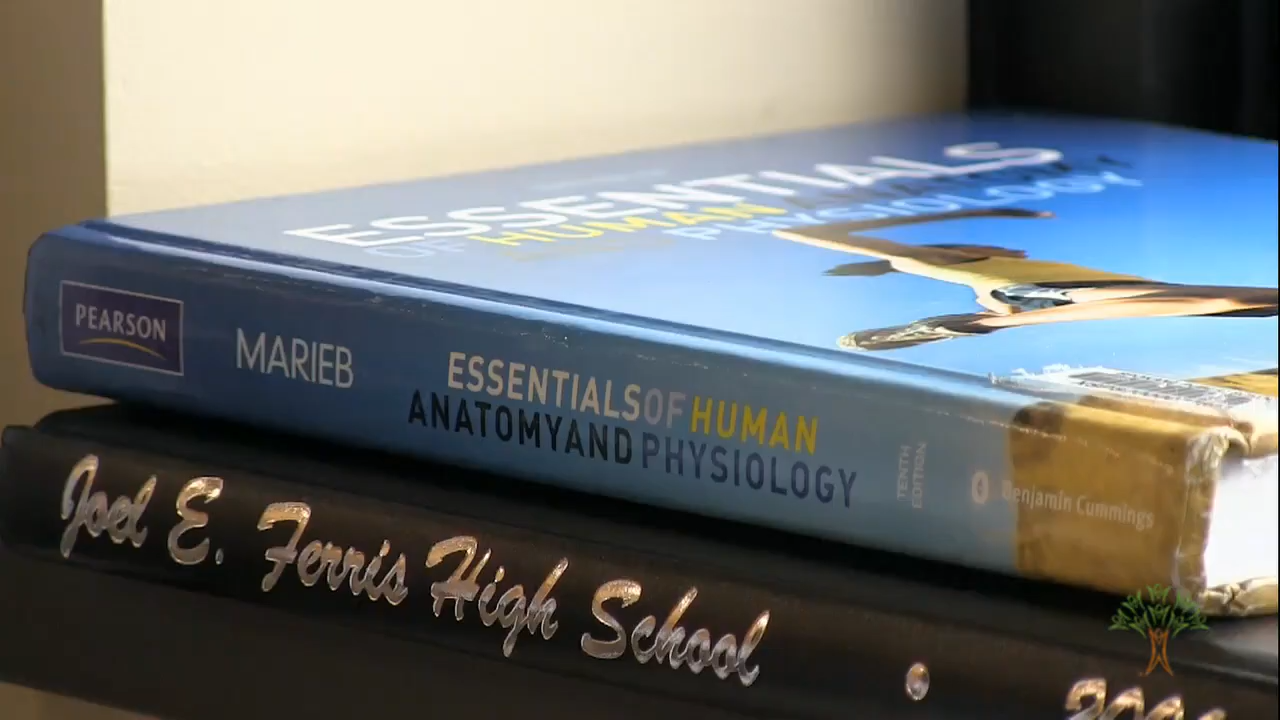 ESSENTIALS
OF HUMAN ANATOMY &
PHYSIOLOGY
PEARSON
MARIEB
ESSENTIALS OF HUMAN
ANATOMY AND PHYSIOLOGY
TENTH
EDITION
Benjamin Cummings
Joel E. Ferris High School